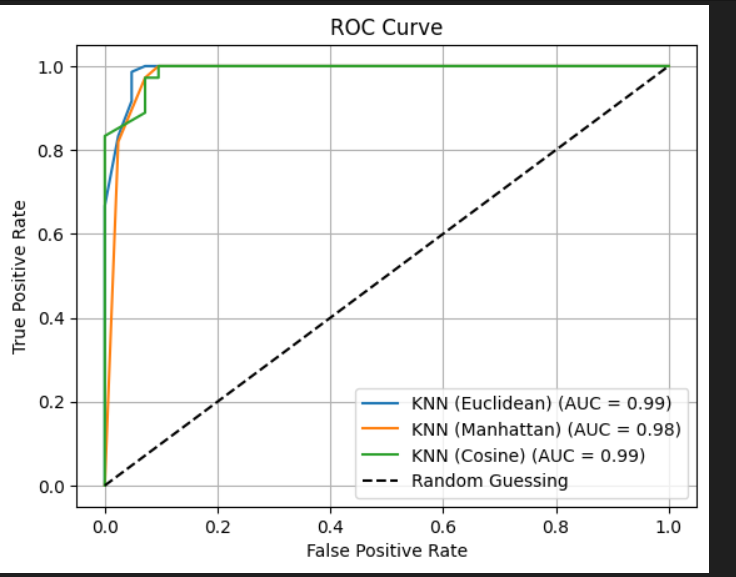 ROC Curve
True Positive Rate
1.0
0.8
0.6
0.4
0.2
0.0
KNN (Euclidean) (AUC = 0.99)
KNN (Manhattan) (AUC = 0.98)
KNN (Cosine) (AUC = 0.99)
Random Guessing
0.0 0.2 0.4 0.6 0.8 1.0
False Positive Rate